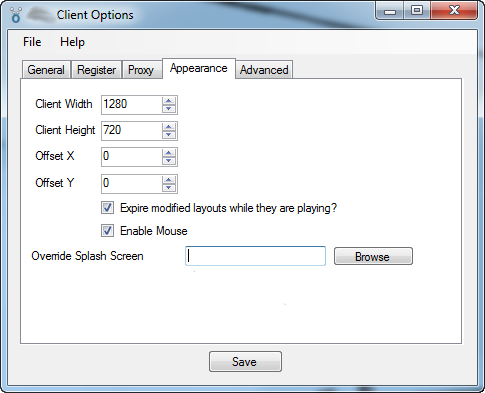 Client Options
File Help
General Register Proxy Appearance Advanced
Client Width 1280
Client Height 720
Offset X 0
Offset Y 0
Expire modified layouts while they are playing?
Enable Mouse
Override Splash Screen Browse
Save